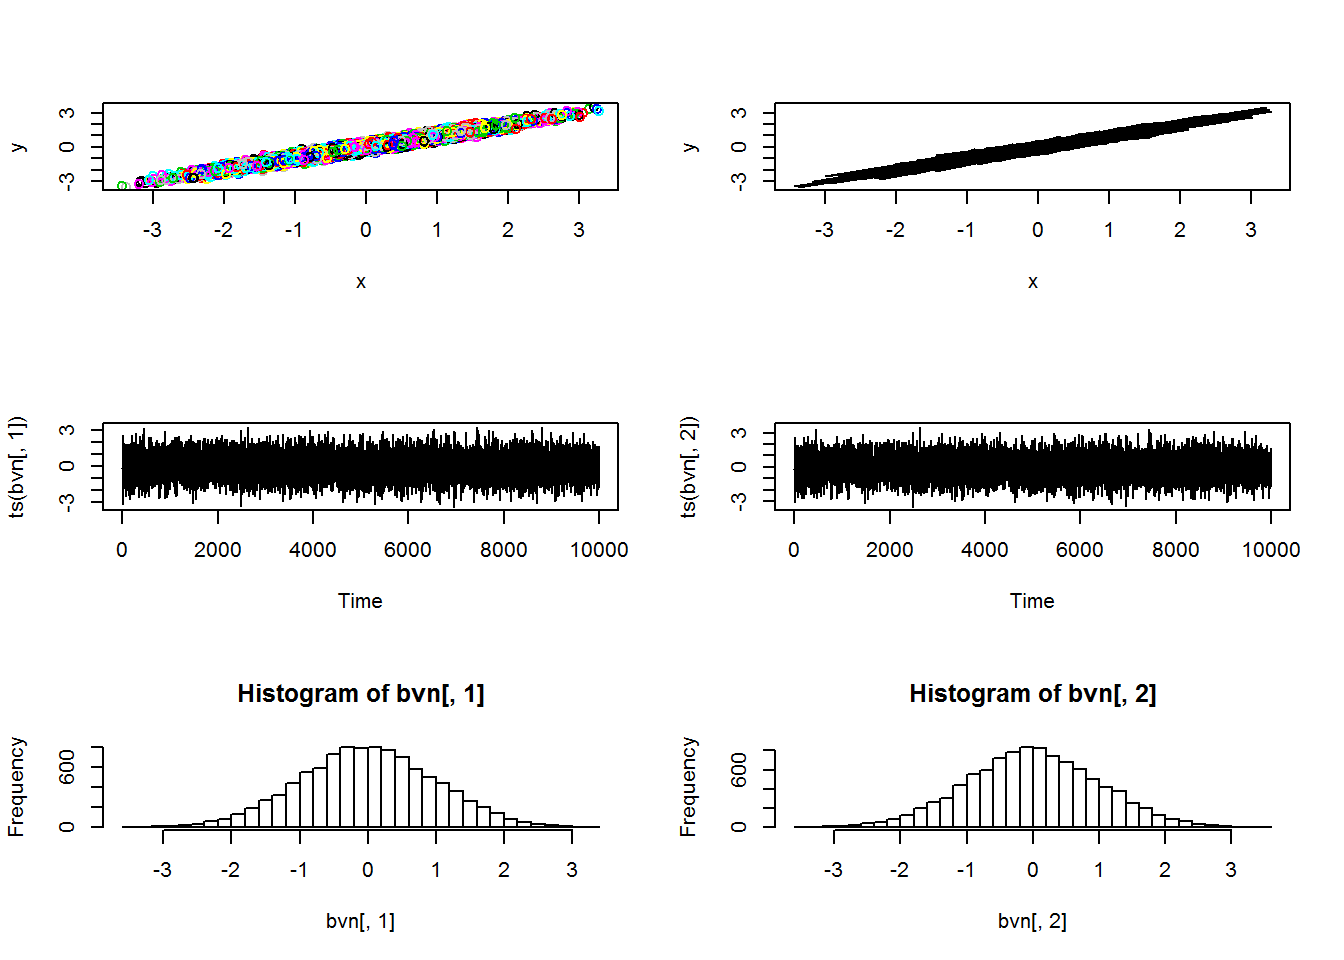 3
0
-3
y
-3 -2 -1 0 1 2 3
x
3
0
-3
y
-3 -2 -1 0 1 2 3
x
3
0
-3
ts(bvn[, 1])
0 2000 4000 6000 8000 10000
Time
3
0
-3
ts(bvn[, 2])
0 2000 4000 6000 8000 10000
Time
Histogram of bvn[, 1]
600
0
Frequency
-3 -2 -1 0 1 2 3
bvn[, 1]
Histogram of bvn[, 2]
600
0
Frequency
-3 -2 -1 0 1 2 3
bvn[, 2]